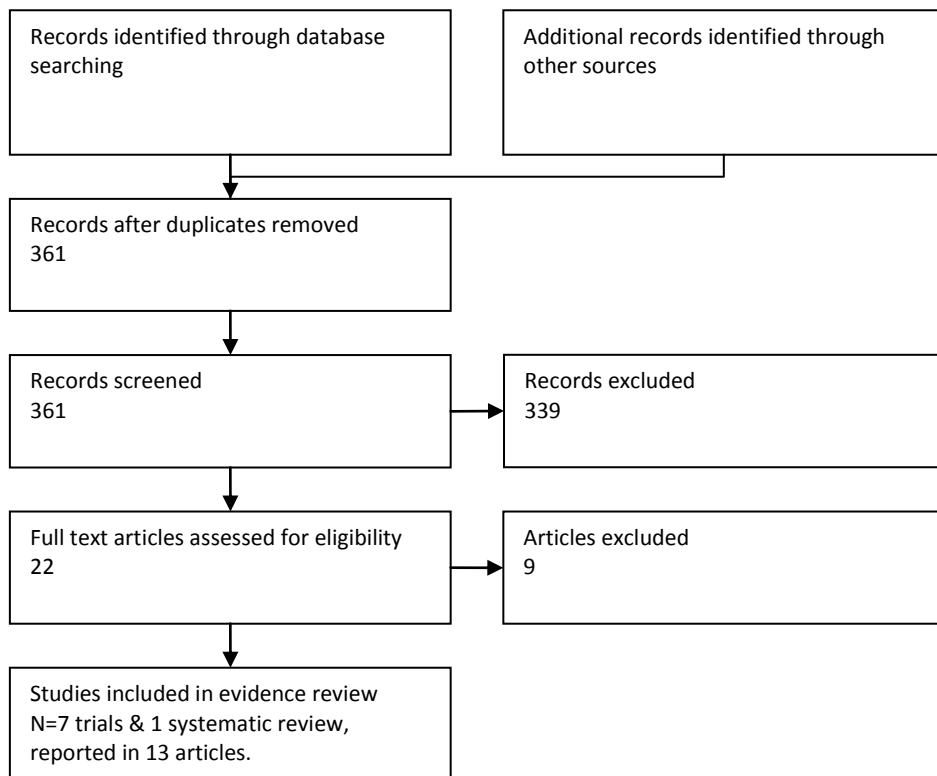 Records identified through database
searching
Additional records identified through
other sources
Records after duplicates removed
361
Records screened
361
Records excluded
339
Full text articles assessed for eligibility
22
Articles excluded
9
Studies included in evidence review
N=7 trials & 1 systematic review,
reported in 13 articles.